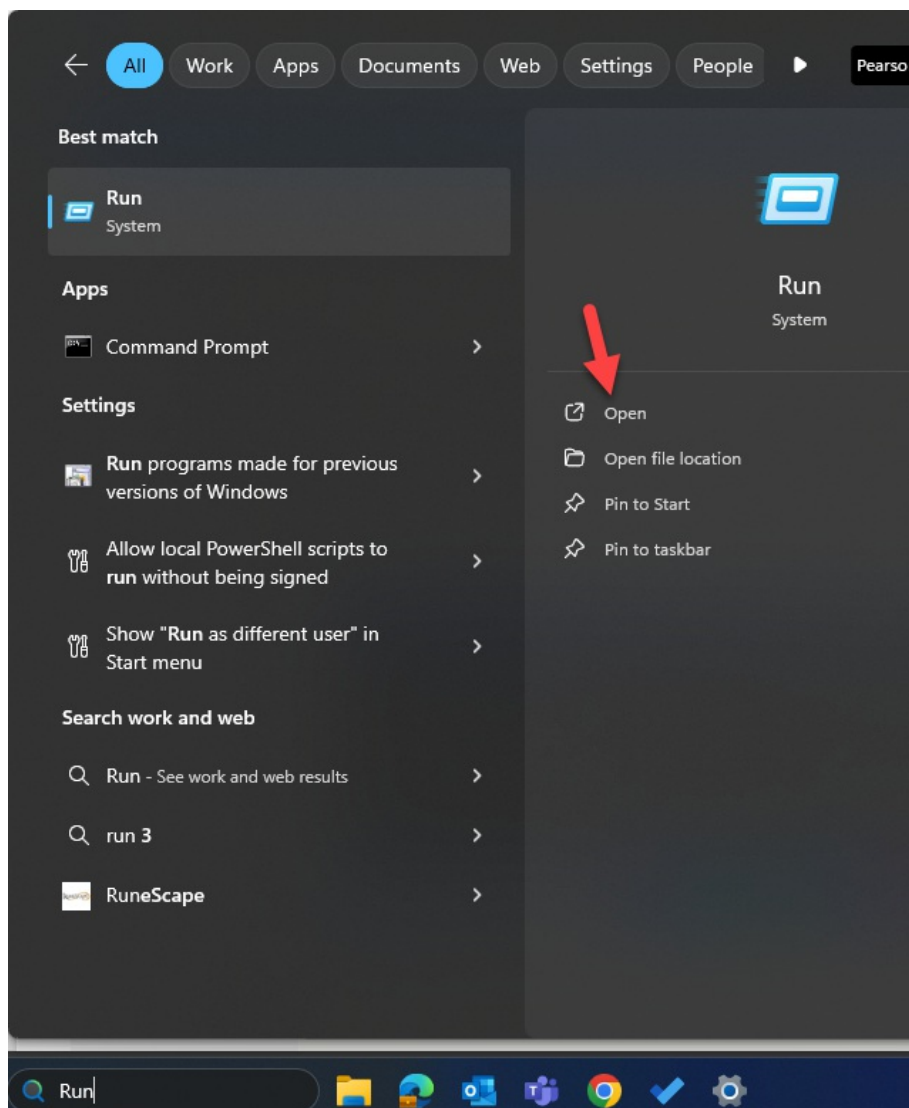 All Work Apps Documents Web Settings People Pearso
Best match
Run
System
Apps
Command Prompt
Settings
Run programs made for previous
versions of Windows
Allow local PowerShell scripts to
run without being signed
Show "Run as different user" in
Start menu
Search work and web
Run - See work and web results
run 3
RuneScape
Run
System
Open
Open file location
Pin to Start
Pin to taskbar
Run